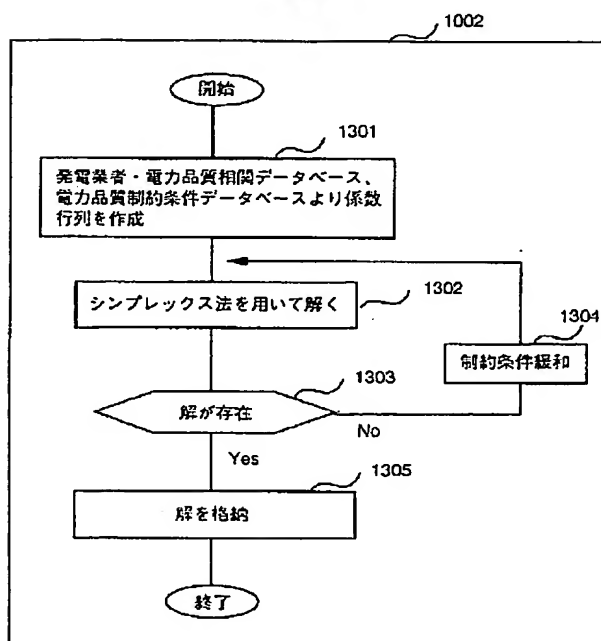 1002
開始
1301
発電業者・電力品質相関データベース、
電力品質制約条件データベースより係数
行列を作成
シンプレックス法を用いて解く
1302
1304
制約条件緩和
1303
解が存在
No
Yes
1305
解を格納
終了